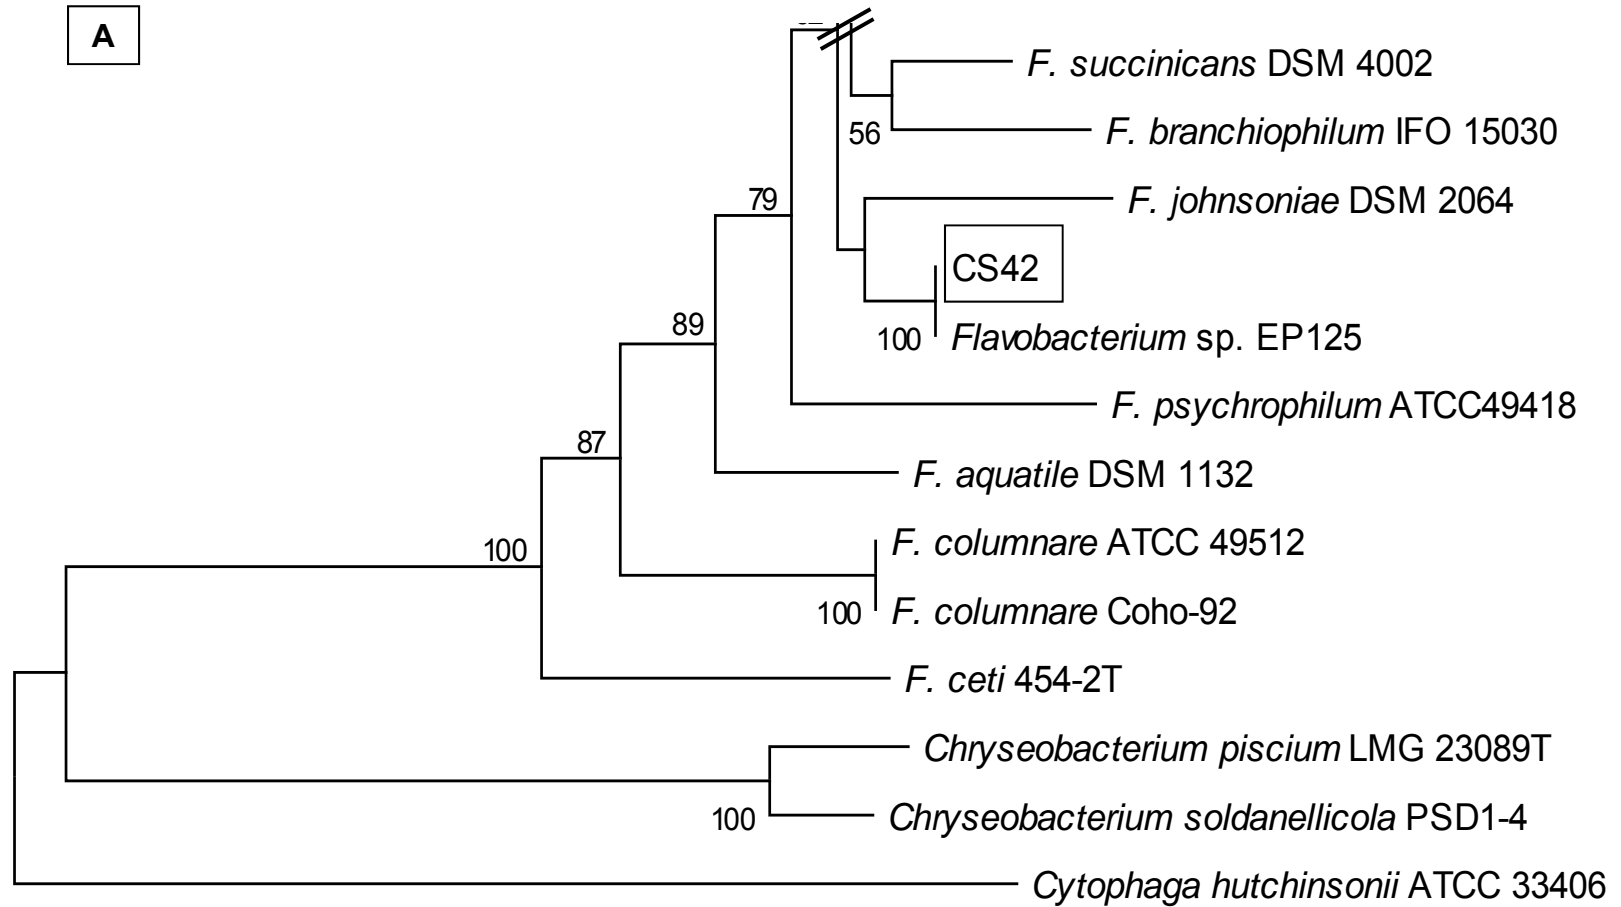 A
F. succinicans DSM 4002
56
F. branchiophilum IFO 15030
79
F. johnsoniae DSM 2064
CS42
100
Flavobacterium sp. EP125
89
F. psychrophilum ATCC49418
87
F. aquatile DSM 1132
100
F. columnare ATCC 49512
100
F. columnare Coho-92
F. ceti 454-2T
Chryseobacterium piscium LMG 23089T
100
Chryseobacterium soldanellicola PSD1-4
Cytophaga hutchinsonii ATCC 33406